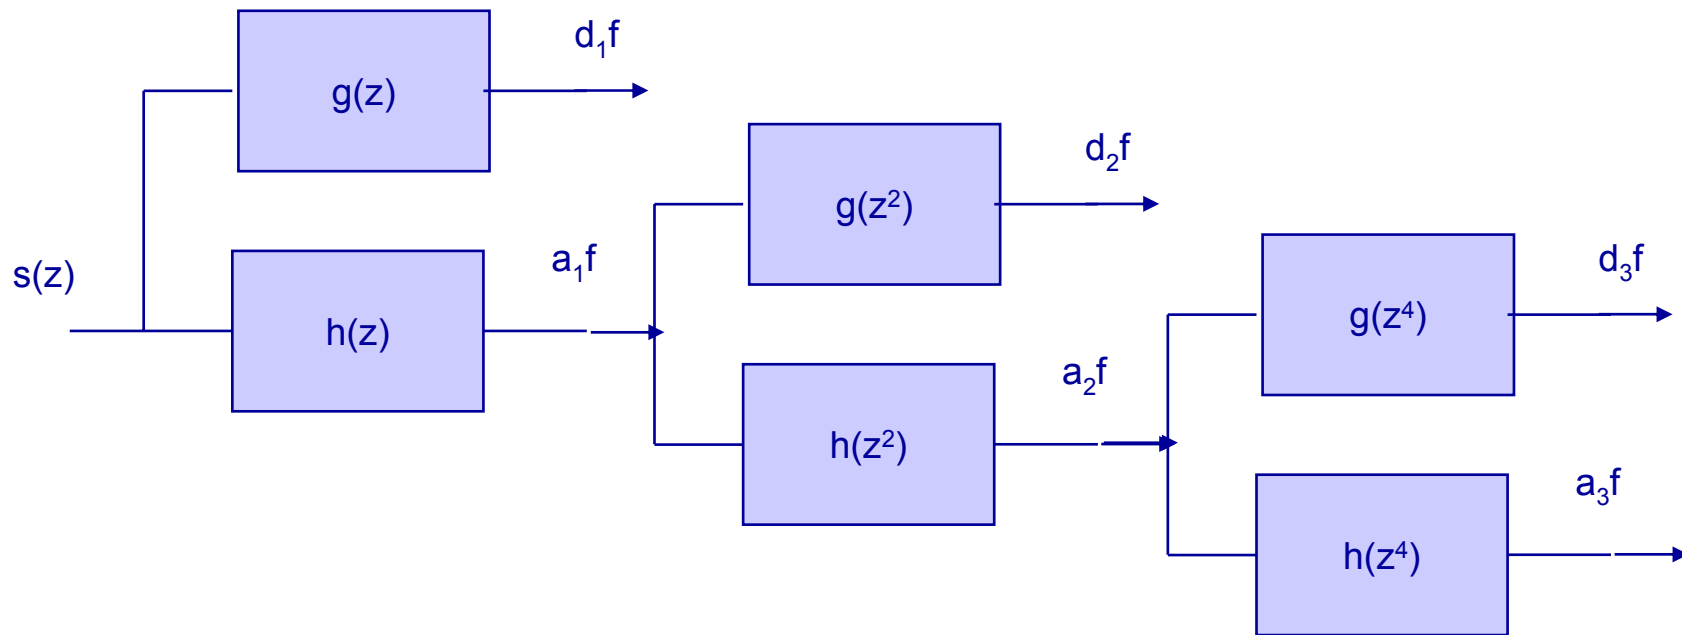 d₁f
g(z)
d₂f
g(z²)
s(z)
a₁f
h(z)
d₃f
g(z⁴)
a₂f
h(z²)
a₃f
h(z⁴)